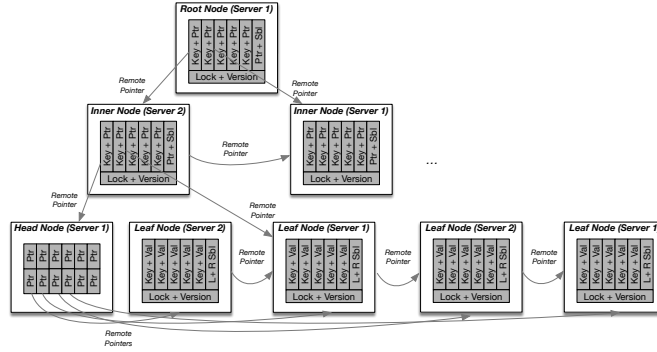 Root Node (Server 1)
Key + Ptr
Key + Ptr
Key + Ptr
Key + Ptr
Key + Ptr
Ptr + Sbl
Lock + Version
Remote
Pointer
Remote
Pointer
Inner Node (Server 2)
Key + Ptr
Key + Ptr
Key + Ptr
Key + Ptr
Key + Ptr
Ptr + Sbl
Lock + Version
Remote
Pointer
Inner Node (Server 1)
Key + Ptr
Key + Ptr
Key + Ptr
Key + Ptr
Key + Ptr
Ptr + Sbl
Lock + Version
...
Remote
Pointer
Remote
Pointer
Head Node (Server 1)
Ptr Ptr Ptr Ptr Ptr Ptr
Ptr Ptr Ptr Ptr Ptr Ptr
Leaf Node (Server 2)
Key + Val
Key + Val
Key + Val
Key + Val
Key + Val
L + R Sbl
Lock + Version
Remote
Pointer
Leaf Node (Server 1)
Key + Val
Key + Val
Key + Val
Key + Val
Key + Val
L + R Sbl
Lock + Version
Remote
Pointer
Leaf Node (Server 2)
Key + Val
Key + Val
Key + Val
Key + Val
Key + Val
L + R Sbl
Lock + Version
Remote
Pointer
Leaf Node (Server 1
Key + Val
Key + Val
Key + Val
Key + Val
Key + Val
L + R Sbl
Lock + Version
Remote
Pointers